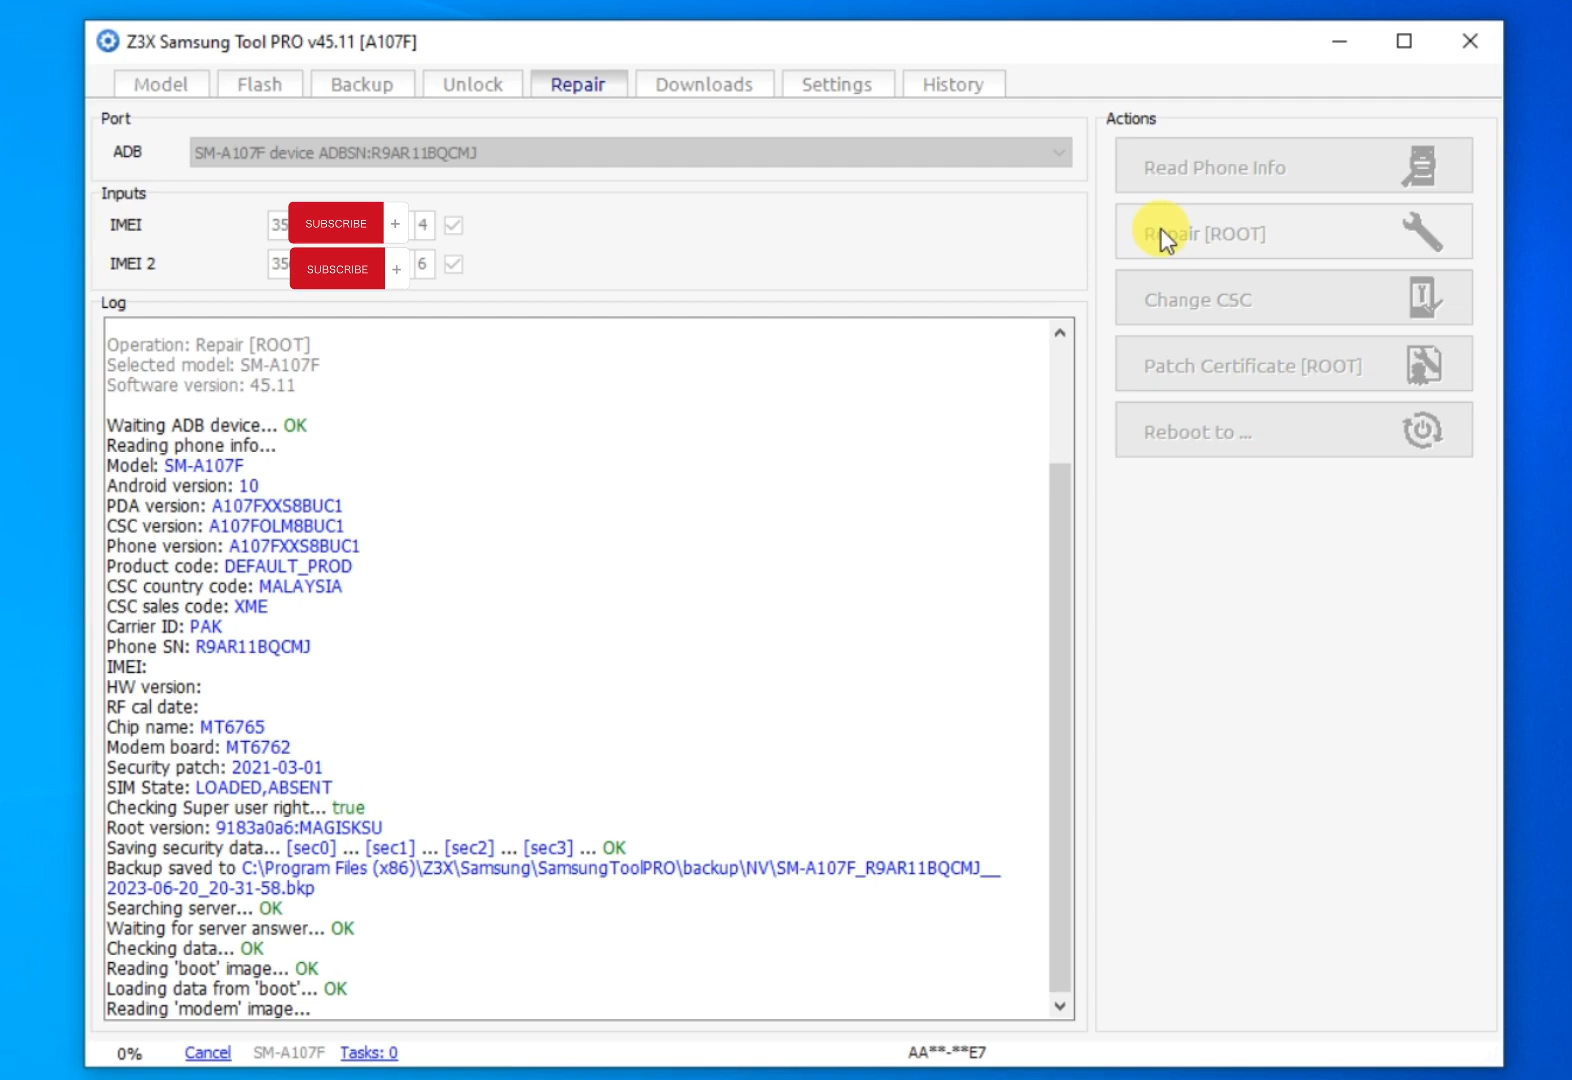 Z3X Samsung Tool PRO v45.11 [A107F]
Model Flash Backup Unlock Repair Downloads Settings History
Port
ADB SM-A107F device ADBSN:R9AR11BQCMJ
Inputs
IMEI 35 SUBSCRIBE + 4
IMEI 2 35 SUBSCRIBE + 6
Log
Operation: Repair [ROOT]
Selected model: SM-A107F
Software version: 45.11
Waiting ADB device... OK
Reading phone info...
Model: SM-A107F
Android version: 10
PDA version: A107FXXS8BUC1
CSC version: A107FOLM8BUC1
Phone version: A107FXXS8BUC1
Product code: DEFAULT_PROD
CSC country code: MALAYSIA
CSC sales code: XME
Carrier ID: PAK
Phone SN: R9AR11BQCMJ
IMEI:
HW version:
RF cal date:
Chip name: MT6765
Modem board: MT6762
Security patch: 2021-03-01
SIM State: LOADED,ABSENT
Checking Super user right... true
Root version: 9183a0a6:MAGISKSU
Saving security data... [sec0] ... [sec1] ... [sec2] ... [sec3] ... OK
Backup saved to C:\Program Files (x86)\Z3X\Samsung\SamsungToolPRO\backup\NV\SM-A107F_R9AR11BQCMJ__
2023-06-20_20-31-58.bkp
Searching server... OK
Waiting for server answer... OK
Checking data... OK
Reading 'boot' image... OK
Loading data from 'boot'... OK
Reading 'modem' image...
Actions
Read Phone Info
Repair [ROOT]
Change CSC
Patch Certificate [ROOT]
Reboot to ...
0% Cancel SM-A107F Tasks: 0 AA**-**E7